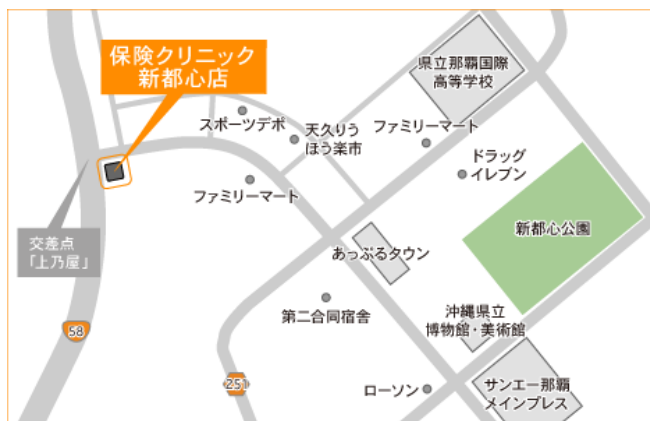 保険クリニック
新都心店
県立那覇国際
高等学校
スポーツデポ
天久りう
ほう楽市
ファミリーマート
ドラッグ
イレブン
ファミリーマート
新都心公園
交差点
「上乃屋」
あっぷるタウン
第二合同宿舎
沖縄県立
博物館・美術館
58
251
ローソン
サンエー那覇
メインプレス